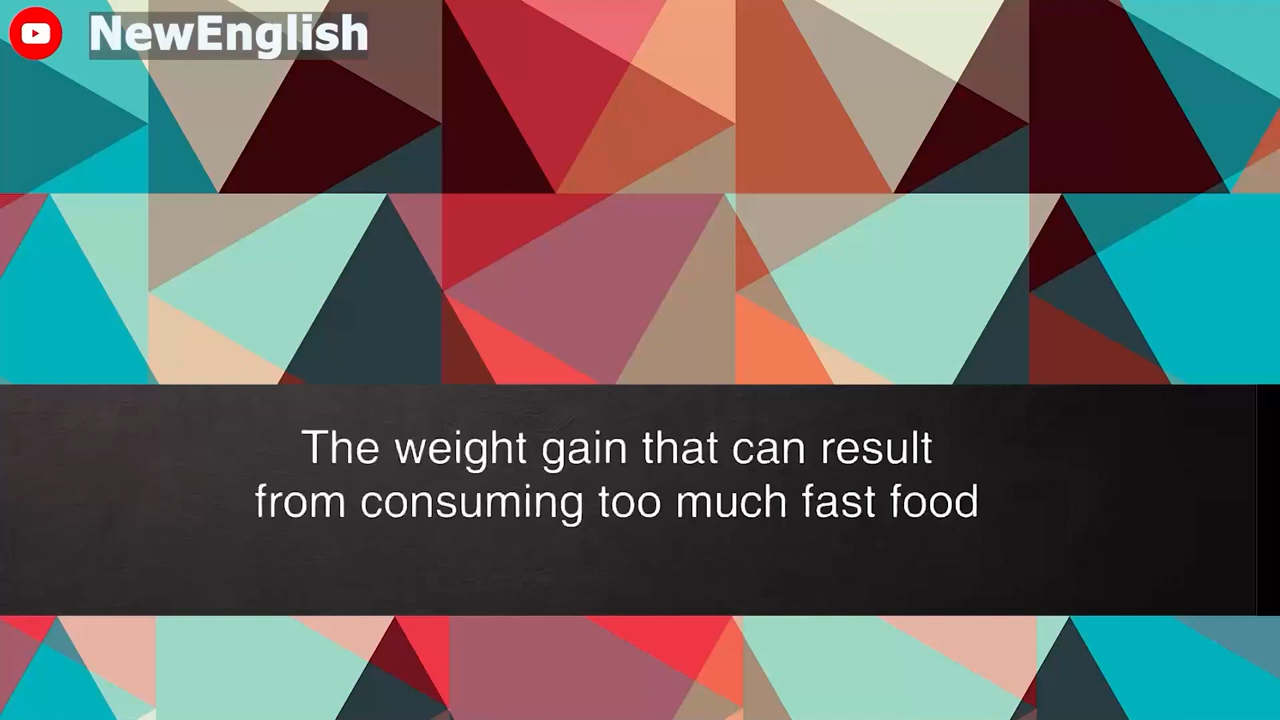 NewEnglish
The weight gain that can result
from consuming too much fast food